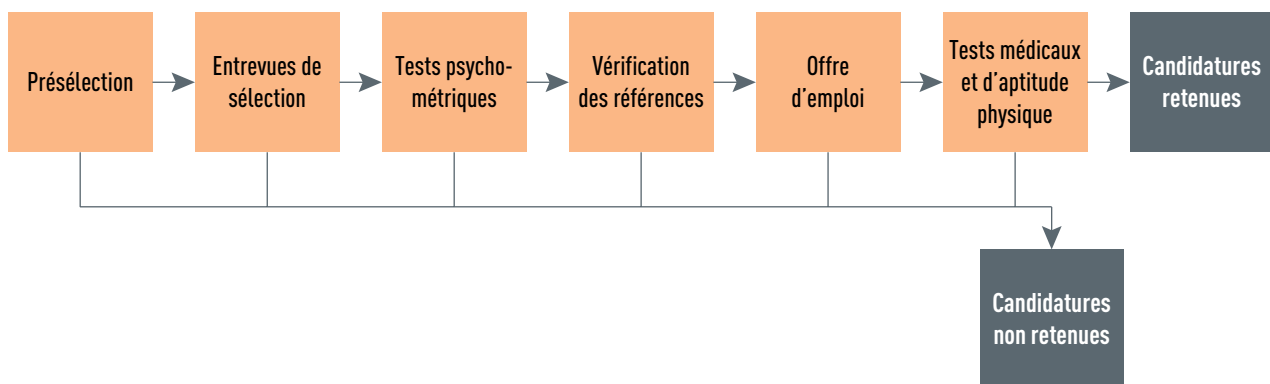 Présélection
Entrevues de
sélection
Tests psycho-
métriques
Vérification
des références
Offre
d'emploi
Tests médicaux
et d'aptitude
physique
Candidatures
retenues
Candidatures
non retenues